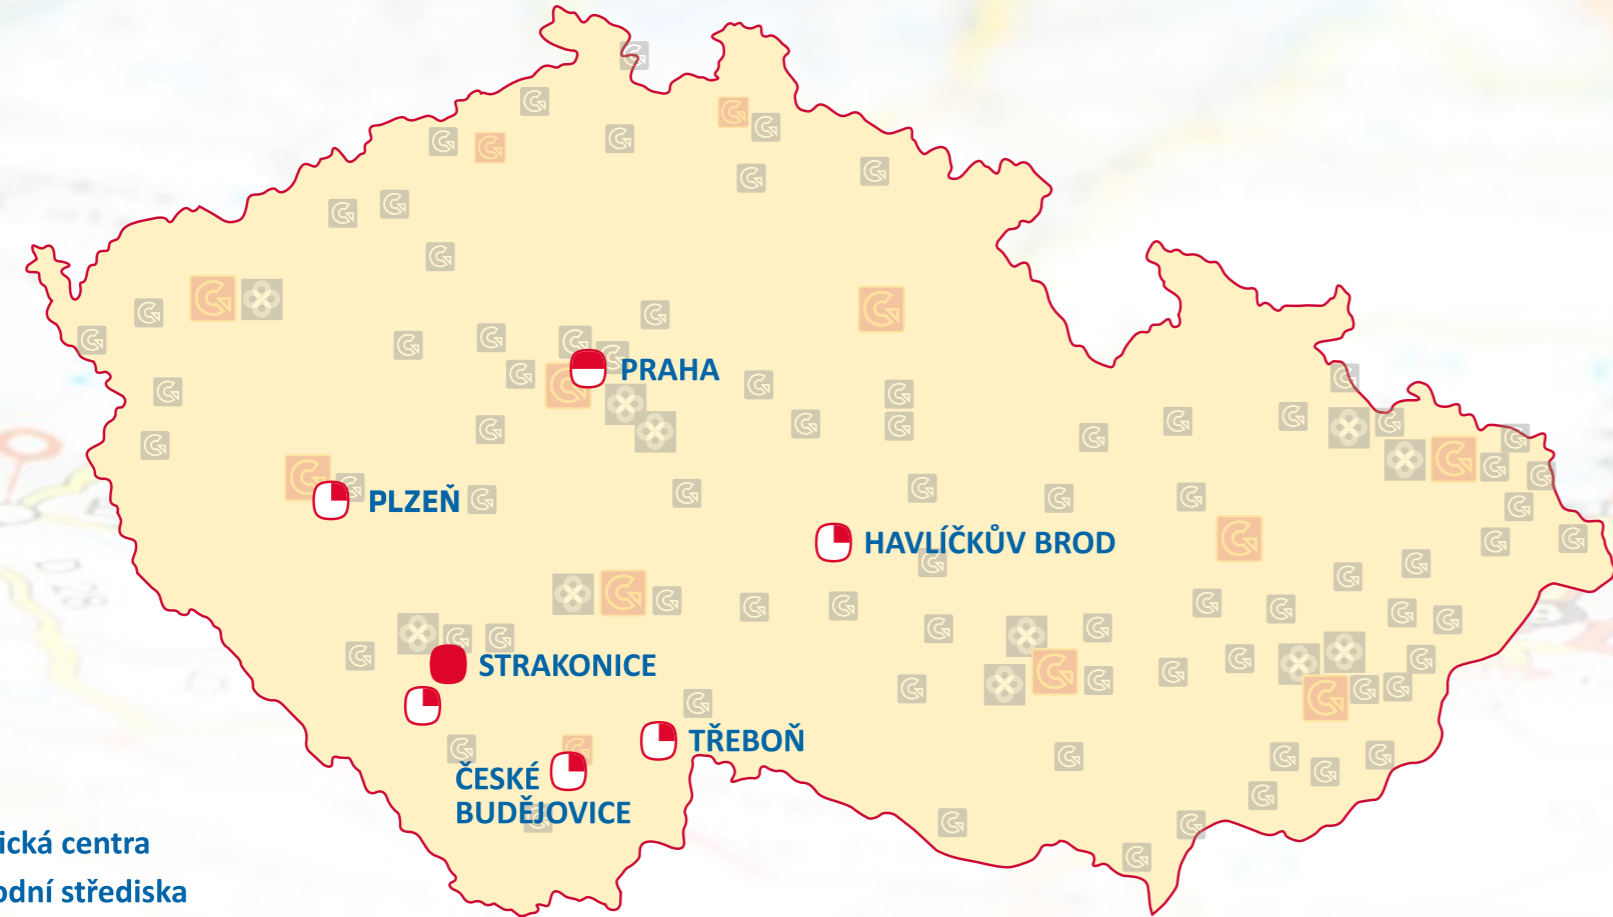 PRAHA
PLZEŇ
HAVLÍČKŮV BROD
STRAKONICE
TŘEBOŇ
ČESKÉ
BUDĚJOVICE
ická centra
odní střediska